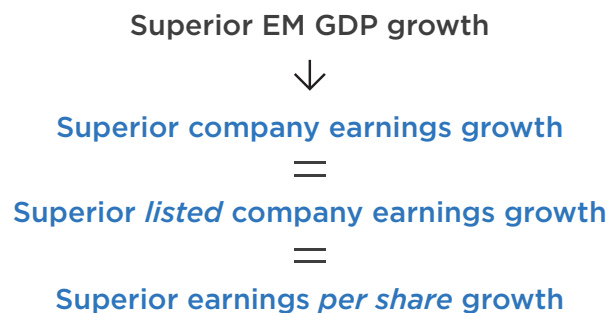 Superior EM GDP growth
↓
Superior company earnings growth
=
Superior listed company earnings growth
=
Superior earnings per share growth